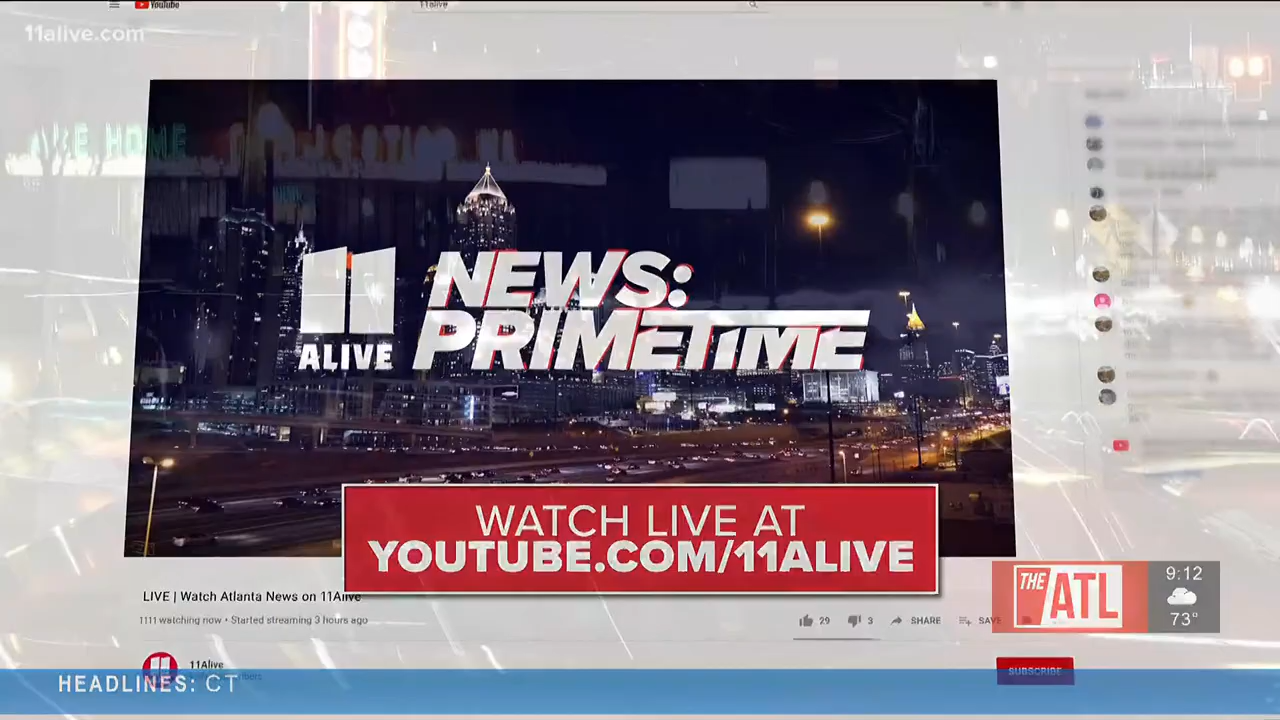 YouTube
11alive
11alive.com
11
ALIVE
NEWS:
PRIMETIME
WATCH LIVE AT
YOUTUBE.COM/11ALIVE
THE
ATL
9:12
73°
LIVE | Watch Atlanta News on 11Alive
1111 watching now • Started streaming 3 hours ago
29
3
SHARE
SAVE
11Alive
SUBSCRIBE
HEADLINES: CT